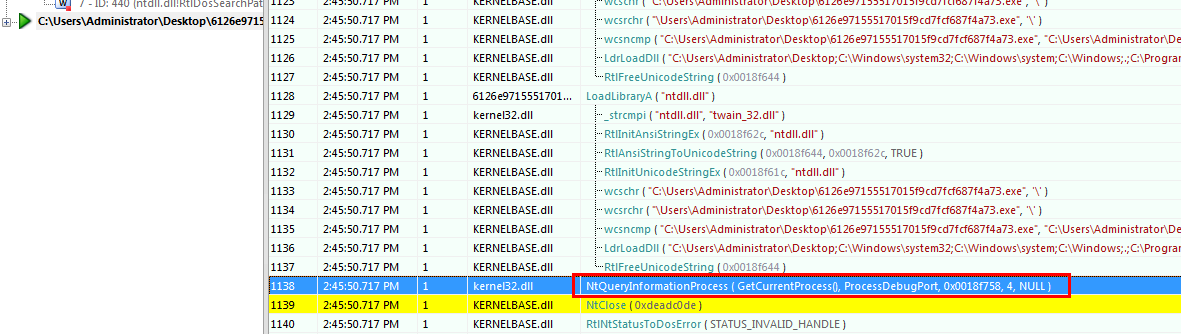 7 - ID: 440 (ntdll.dll!RtlDosSearchPat
C:\Users\Administrator\Desktop\6126e9715
1123 2:45:50.717 PM 1 KERNELBASE.dll wcschr ( "C:\Users\Administrator\Desktop\6126e97155517015f9cd7fcf687f4a73.exe", '\' )
1124 2:45:50.717 PM 1 KERNELBASE.dll wcsrchr ( "\Users\Administrator\Desktop\6126e97155517015f9cd7fcf687f4a73.exe", '\' )
1125 2:45:50.717 PM 1 KERNELBASE.dll wcsncmp ( "C:\Users\Administrator\Desktop\6126e97155517015f9cd7fcf687f4a73.exe", "C:\Users\Administrator\De
1126 2:45:50.717 PM 1 KERNELBASE.dll LdrLoadDll ( "C:\Users\Administrator\Desktop;C:\Windows\system32;C:\Windows\system;C:\Windows;.;C:\Program
1127 2:45:50.717 PM 1 KERNELBASE.dll RtlFreeUnicodeString ( 0x0018f644 )
1128 2:45:50.717 PM 1 6126e9715551701... LoadLibraryA ( "ntdll.dll" )
1129 2:45:50.717 PM 1 kernel32.dll _strcmpi ( "ntdll.dll", "twain_32.dll" )
1130 2:45:50.717 PM 1 KERNELBASE.dll RtlInitAnsiStringEx ( 0x0018f62c, "ntdll.dll" )
1131 2:45:50.717 PM 1 KERNELBASE.dll RtlAnsiStringToUnicodeString ( 0x0018f644, 0x0018f62c, TRUE )
1132 2:45:50.717 PM 1 KERNELBASE.dll RtlInitUnicodeStringEx ( 0x0018f61c, "ntdll.dll" )
1133 2:45:50.717 PM 1 KERNELBASE.dll wcschr ( "C:\Users\Administrator\Desktop\6126e97155517015f9cd7fcf687f4a73.exe", '\' )
1134 2:45:50.717 PM 1 KERNELBASE.dll wcsrchr ( "\Users\Administrator\Desktop\6126e97155517015f9cd7fcf687f4a73.exe", '\' )
1135 2:45:50.717 PM 1 KERNELBASE.dll wcsncmp ( "C:\Users\Administrator\Desktop\6126e97155517015f9cd7fcf687f4a73.exe", "C:\Users\Administrator\De
1136 2:45:50.717 PM 1 KERNELBASE.dll LdrLoadDll ( "C:\Users\Administrator\Desktop;C:\Windows\system32;C:\Windows\system;C:\Windows;.;C:\Program
1137 2:45:50.717 PM 1 KERNELBASE.dll RtlFreeUnicodeString ( 0x0018f644 )
1138 2:45:50.717 PM 1 kernel32.dll NtQueryInformationProcess ( GetCurrentProcess(), ProcessDebugPort, 0x0018f758, 4, NULL )
1139 2:45:50.717 PM 1 KERNELBASE.dll NtClose ( 0xdeadc0de )
1140 2:45:50.717 PM 1 KERNELBASE.dll RtlNtStatusToDosError ( STATUS_INVALID_HANDLE )